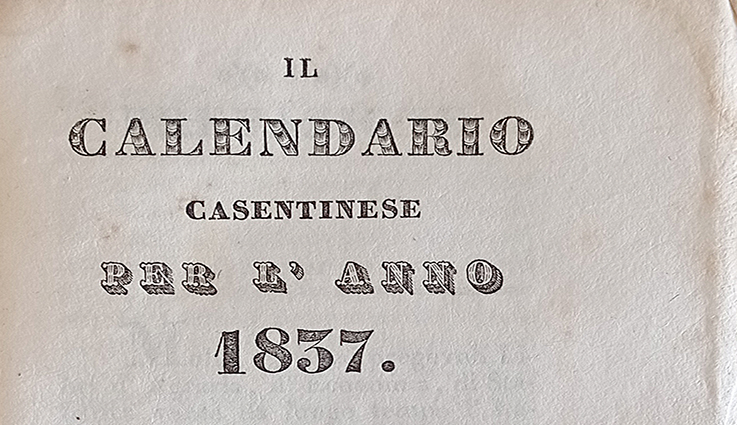 IL
CALENDARIO
CASENTINESE
PER L' ANNO
1837.